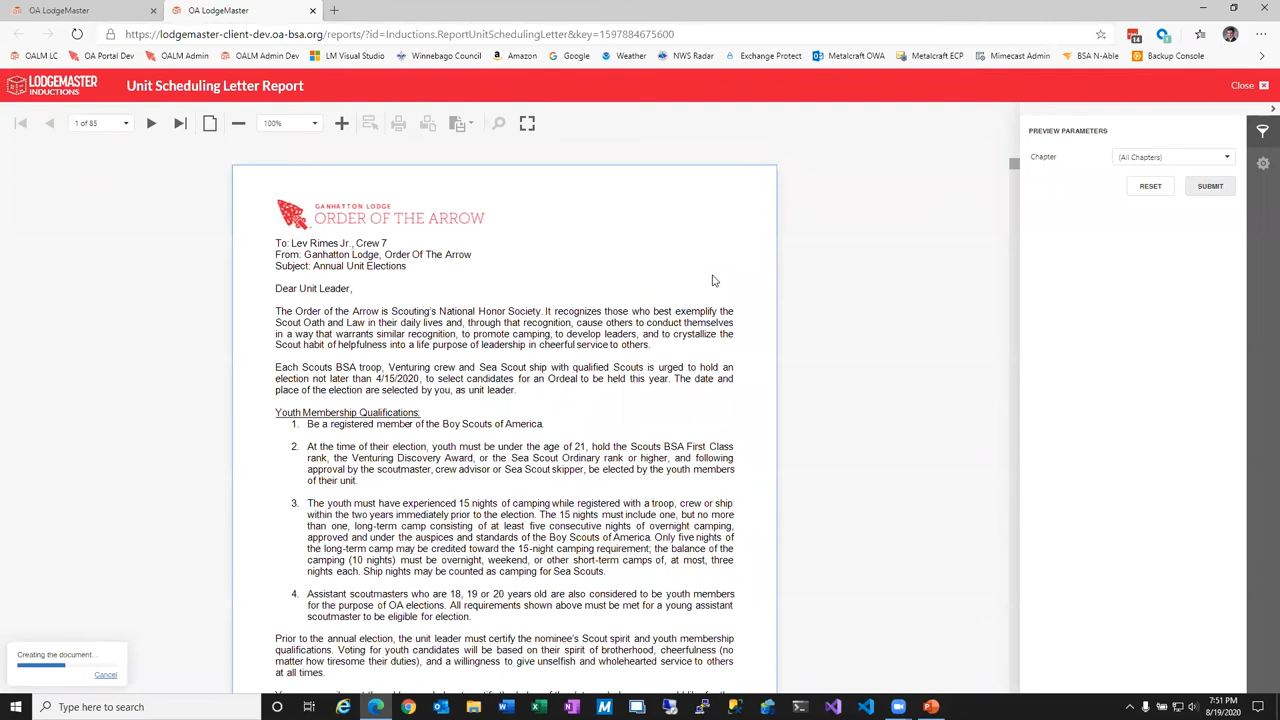 OA LodgeMaster
OA LodgeMaster
https://lodgemaster-client-dev.oa-bsa.org/reports/?id=Inductions.ReportUnitSchedulingLetter&key=1597884675600
OALM LC
OA Portal Dev
OALM Admin
OALM Admin Dev
LM Visual Studio
Winnebago Council
Amazon
Google
Weather
NWS Radar
Exchange Protect
Metalcraft OWA
Metalcraft ECP
Mimecast Admin
BSA N-Able
Backup Console
LODGEMASTER
INDUCTIONS
Unit Scheduling Letter Report
Close
1 of 85
100%
PREVIEW PARAMETERS
Chapter
(All Chapters)
RESET
SUBMIT
GANHATTON LODGE
ORDER OF THE ARROW
To: Lev Rimes Jr., Crew 7
From: Ganhatton Lodge, Order Of The Arrow
Subject: Annual Unit Elections
Dear Unit Leader,
The Order of the Arrow is Scouting's National Honor Society. It recognizes those who best exemplify the
Scout Oath and Law in their daily lives and, through that recognition, cause others to conduct themselves
in a way that warrants similar recognition, to promote camping, to develop leaders, and to crystallize the
Scout habit of helpfulness into a life purpose of leadership in cheerful service to others.
Each Scouts BSA troop, Venturing crew and Sea Scout ship with qualified Scouts is urged to hold an
election not later than 4/15/2020, to select candidates for an Ordeal to be held this year. The date and
place of the election are selected by you, as unit leader.
Youth Membership Qualifications:
1. Be a registered member of the Boy Scouts of America.
2. At the time of their election, youth must be under the age of 21, hold the Scouts BSA First Class
rank, the Venturing Discovery Award, or the Sea Scout Ordinary rank or higher, and following
approval by the scoutmaster, crew advisor or Sea Scout skipper, be elected by the youth members
of their unit.
3. The youth must have experienced 15 nights of camping while registered with a troop, crew or ship
within the two years immediately prior to the election. The 15 nights must include one, but no more
than one, long-term camp consisting of at least five consecutive nights of overnight camping,
approved and under the auspices and standards of the Boy Scouts of America. Only five nights of
the long-term camp may be credited toward the 15-night camping requirement; the balance of the
camping (10 nights) must be overnight, weekend, or other short-term camps of, at most, three
nights each. Ship nights may be counted as camping for Sea Scouts.
4. Assistant scoutmasters who are 18, 19 or 20 years old are also considered to be youth members
for the purpose of OA elections. All requirements shown above must be met for a young assistant
scoutmaster to be eligible for election.
Prior to the annual election, the unit leader must certify the nominee's Scout spirit and youth membership
qualifications. Voting for youth candidates will be based on their spirit of brotherhood, cheerfulness (no
matter how tiresome their duties), and a willingness to give unselfish and wholehearted service to others
at all times.
Creating the document...
Cancel
Type here to search
7:51 PM
8/19/2020